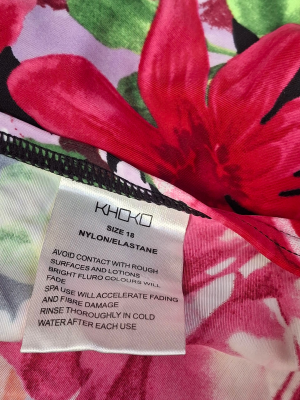 KHOKO
SIZE 18
NYLON/ELASTANE
AVOID CONTACT WITH ROUGH
SURFACES AND LOTIONS
BRIGHT FLURO COLOURS WILL
FADE
SPA USE WILL ACCELERATE FADING
AND FIBRE DAMAGE
RINSE THOROUGHLY IN COLD
WATER AFTER EACH USE